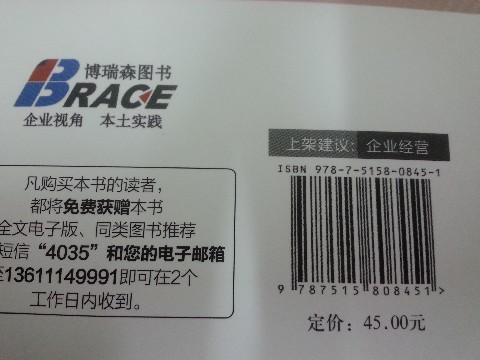 博瑞森图书
BRACE
企业视角 本土实践
上架建议：企业经营
ISBN 978-7-5158-0845-1
9 787515 808451 >
定价：45.00元
凡购买本书的读者，
都将免费获赠本书
全文电子版、同类图书推荐
短信“4035”和您的电子邮箱
至13611149991即可在2个
工作日内收到。